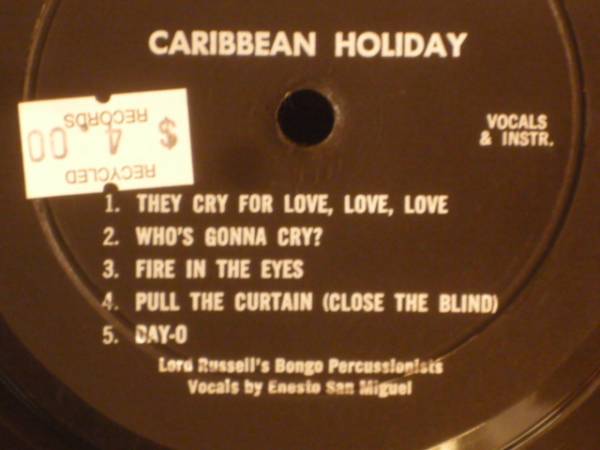 CARIBBEAN HOLIDAY
RECYCLED
$ 4.00
RECORDS
VOCALS
& INSTR.
1. THEY CRY FOR LOVE, LOVE, LOVE
2. WHO'S GONNA CRY?
3. FIRE IN THE EYES
4. PULL THE CURTAIN (CLOSE THE BLIND)
5. DAY-O
Lord Russell's Bongo Percussionists
Vocals by Enesto San Miguel